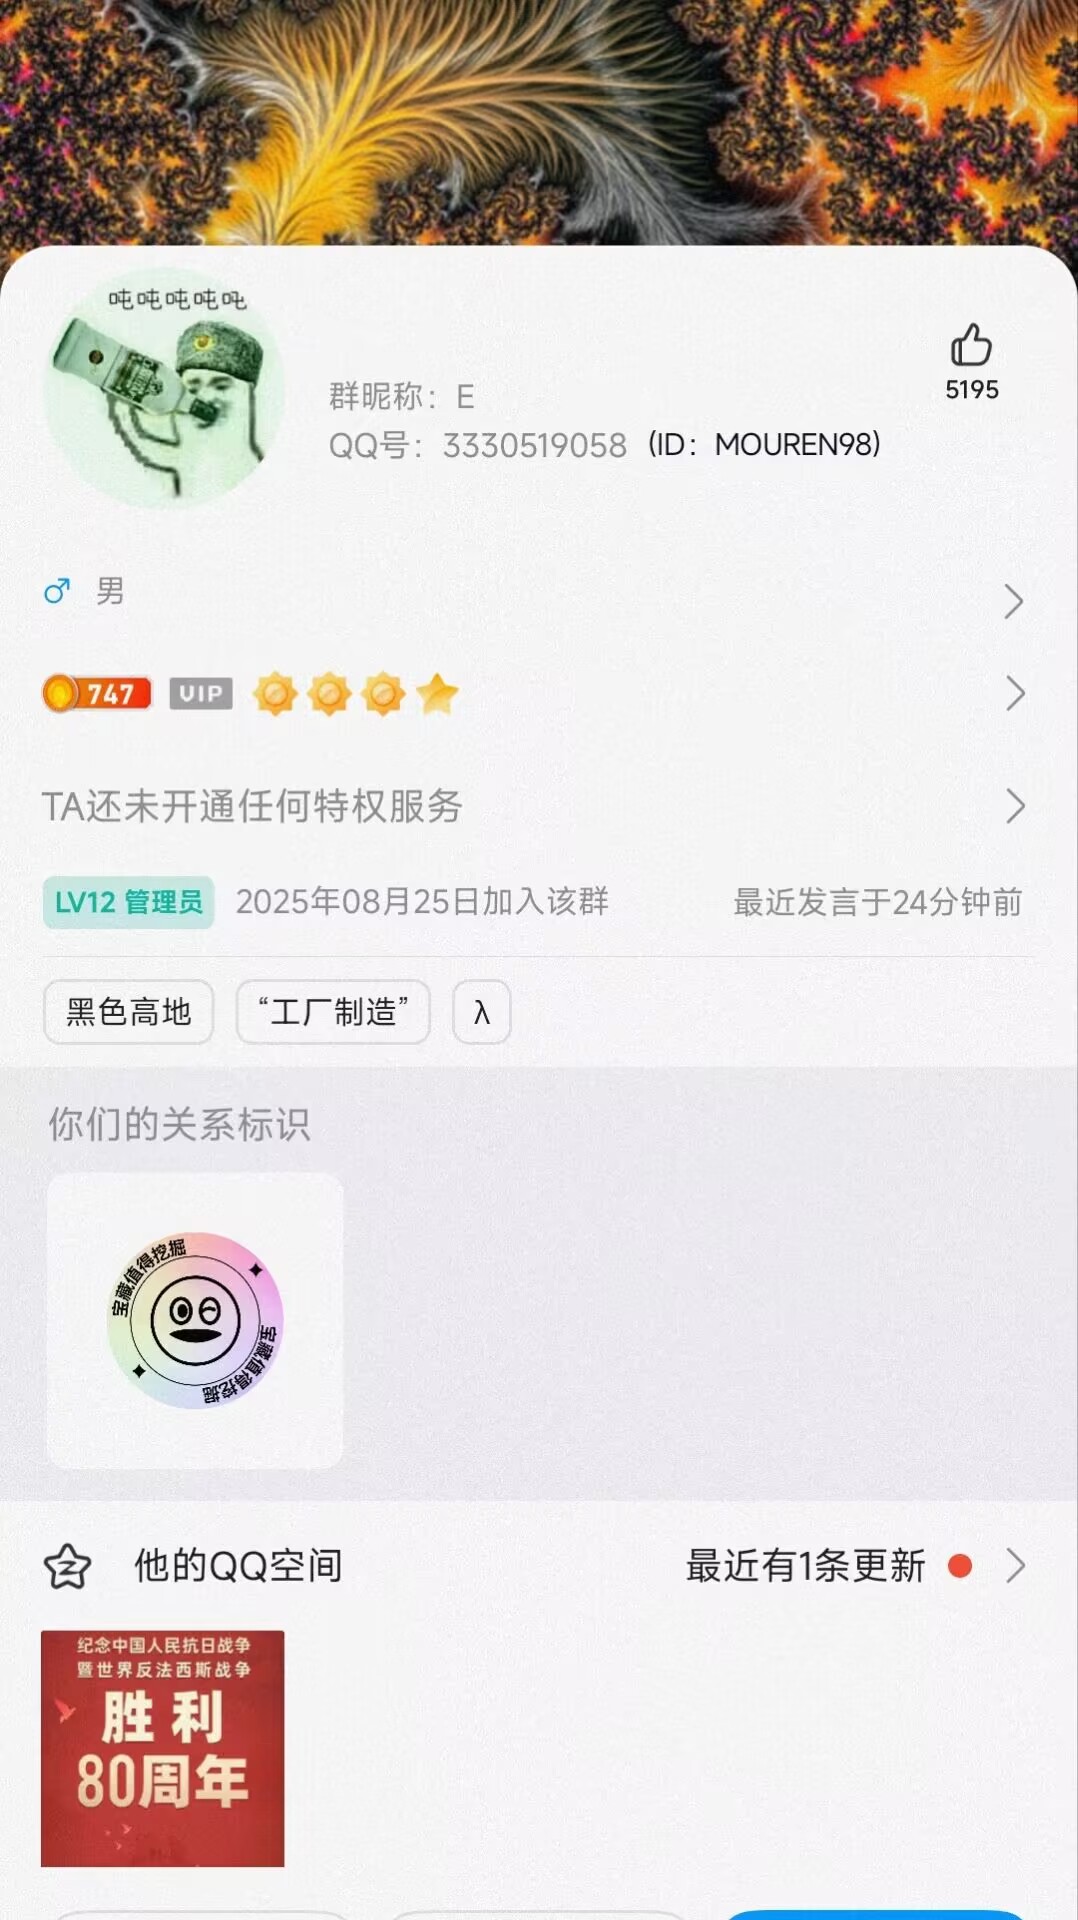 吨吨吨吨吨
5195
群昵称：E
QQ号：3330519058（ID：MOUREN98）
男
747 VIP
TA还未开通任何特权服务
LV12 管理员 2025年08月25日加入该群 最近发言于24分钟前
黑色高地 “工厂制造” λ
你们的关系标识
宝藏值得挖掘
宝藏值得挖掘
他的QQ空间 最近有1条更新
纪念中国人民抗日战争
暨世界反法西斯战争
胜利
80周年